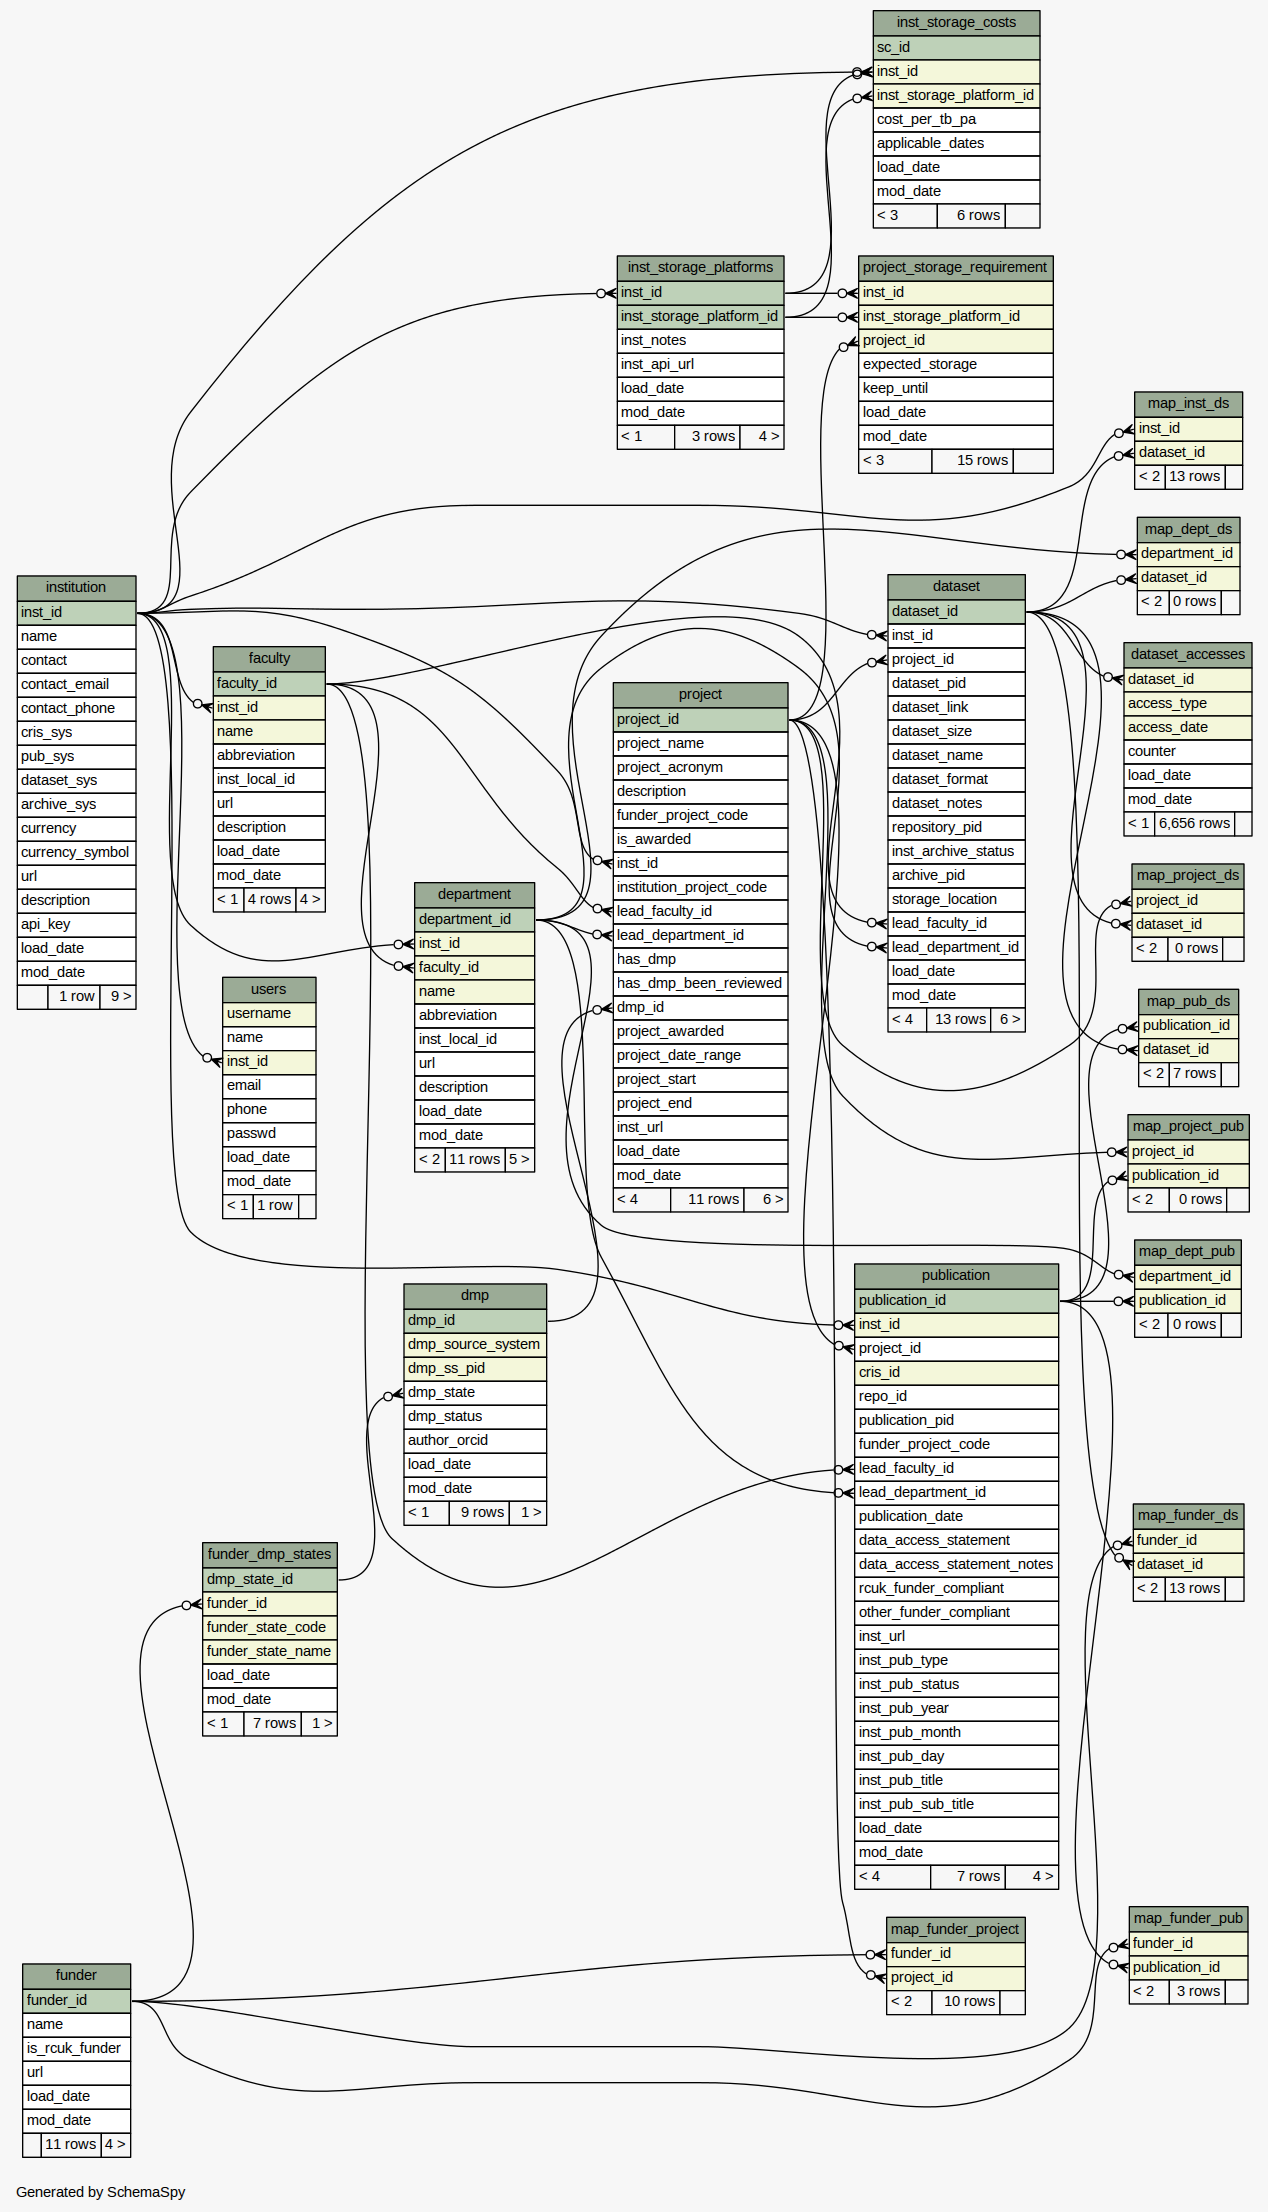 inst_storage_costs
sc_id
inst_id
inst_storage_platform_id
cost_per_tb_pa
applicable_dates
load_date
mod_date
< 3 6 rows
inst_storage_platforms
inst_id
inst_storage_platform_id
inst_notes
inst_api_url
load_date
mod_date
< 1 3 rows 4 >
project_storage_requirement
inst_id
inst_storage_platform_id
project_id
expected_storage
keep_until
load_date
mod_date
< 3 15 rows
map_inst_ds
inst_id
dataset_id
< 2 13 rows
map_dept_ds
department_id
dataset_id
< 2 0 rows
institution
inst_id
name
contact
contact_email
contact_phone
cris_sys
pub_sys
dataset_sys
archive_sys
currency
currency_symbol
url
description
api_key
load_date
mod_date
1 row 9 >
faculty
faculty_id
inst_id
name
abbreviation
inst_local_id
url
description
load_date
mod_date
< 1 4 rows 4 >
department
department_id
inst_id
faculty_id
name
abbreviation
inst_local_id
url
description
load_date
mod_date
< 2 11 rows 5 >
project
project_id
project_name
project_acronym
description
funder_project_code
is_awarded
inst_id
institution_project_code
lead_faculty_id
lead_department_id
has_dmp
has_dmp_been_reviewed
dmp_id
project_awarded
project_date_range
project_start
project_end
inst_url
load_date
mod_date
< 4 11 rows 6 >
dataset
dataset_id
inst_id
project_id
dataset_pid
dataset_link
dataset_size
dataset_name
dataset_format
dataset_notes
repository_pid
inst_archive_status
archive_pid
storage_location
lead_faculty_id
lead_department_id
load_date
mod_date
< 4 13 rows 6 >
dataset_accesses
dataset_id
access_type
access_date
counter
load_date
mod_date
< 1 6,656 rows
map_project_ds
project_id
dataset_id
< 2 0 rows
users
username
name
inst_id
email
phone
passwd
load_date
mod_date
< 1 1 row
map_pub_ds
publication_id
dataset_id
< 2 7 rows
map_project_pub
project_id
publication_id
< 2 0 rows
map_dept_pub
department_id
publication_id
< 2 0 rows
dmp
dmp_id
dmp_source_system
dmp_ss_pid
dmp_state
dmp_status
author_orcid
load_date
mod_date
< 1 9 rows 1 >
publication
publication_id
inst_id
project_id
cris_id
repo_id
publication_pid
funder_project_code
lead_faculty_id
lead_department_id
publication_date
data_access_statement
data_access_statement_notes
rcuk_funder_compliant
other_funder_compliant
inst_url
inst_pub_type
inst_pub_status
inst_pub_year
inst_pub_month
inst_pub_day
inst_pub_title
inst_pub_sub_title
load_date
mod_date
< 4 7 rows 4 >
map_funder_ds
funder_id
dataset_id
< 2 13 rows
funder_dmp_states
dmp_state_id
funder_id
funder_state_code
funder_state_name
load_date
mod_date
< 1 7 rows 1 >
map_funder_project
funder_id
project_id
< 2 10 rows
map_funder_pub
funder_id
publication_id
< 2 3 rows
funder
funder_id
name
is_rcuk_funder
url
load_date
mod_date
11 rows 4 >
Generated by SchemaSpy